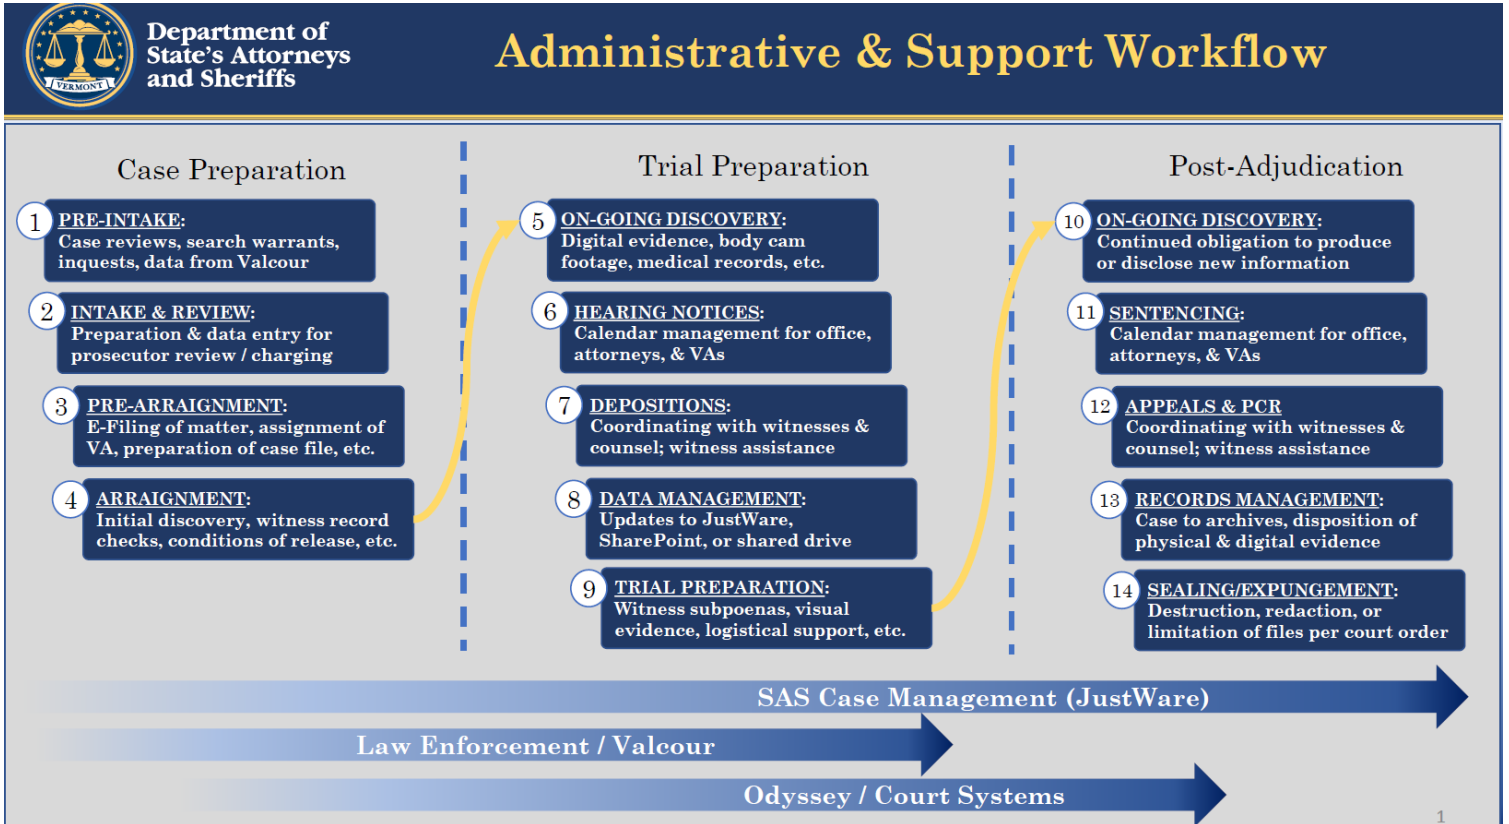 Department of
State's Attorneys
and Sheriffs
VERMONT
Administrative & Support Workflow
Case Preparation
1
PRE-INTAKE:
Case reviews, search warrants,
inquests, data from Valcour
2
INTAKE & REVIEW:
Preparation & data entry for
prosecutor review / charging
3
PRE-ARRAIGNMENT:
E-Filing of matter, assignment of
VA, preparation of case file, etc.
4
ARRAIGNMENT:
Initial discovery, witness record
checks, conditions of release, etc.
Trial Preparation
5
ON-GOING DISCOVERY:
Digital evidence, body cam
footage, medical records, etc.
6
HEARING NOTICES:
Calendar management for office,
attorneys, & VAs
7
DEPOSITIONS:
Coordinating with witnesses &
counsel; witness assistance
8
DATA MANAGEMENT:
Updates to JustWare,
SharePoint, or shared drive
9
TRIAL PREPARATION:
Witness subpoenas, visual
evidence, logistical support, etc.
Post-Adjudication
10
ON-GOING DISCOVERY:
Continued obligation to produce
or disclose new information
11
SENTENCING:
Calendar management for office,
attorneys, & VAs
12
APPEALS & PCR
Coordinating with witnesses &
counsel; witness assistance
13
RECORDS MANAGEMENT:
Case to archives, disposition of
physical & digital evidence
14
SEALING/EXPUNGEMENT:
Destruction, redaction, or
limitation of files per court order
SAS Case Management (JustWare)
Law Enforcement / Valcour
Odyssey / Court Systems
1